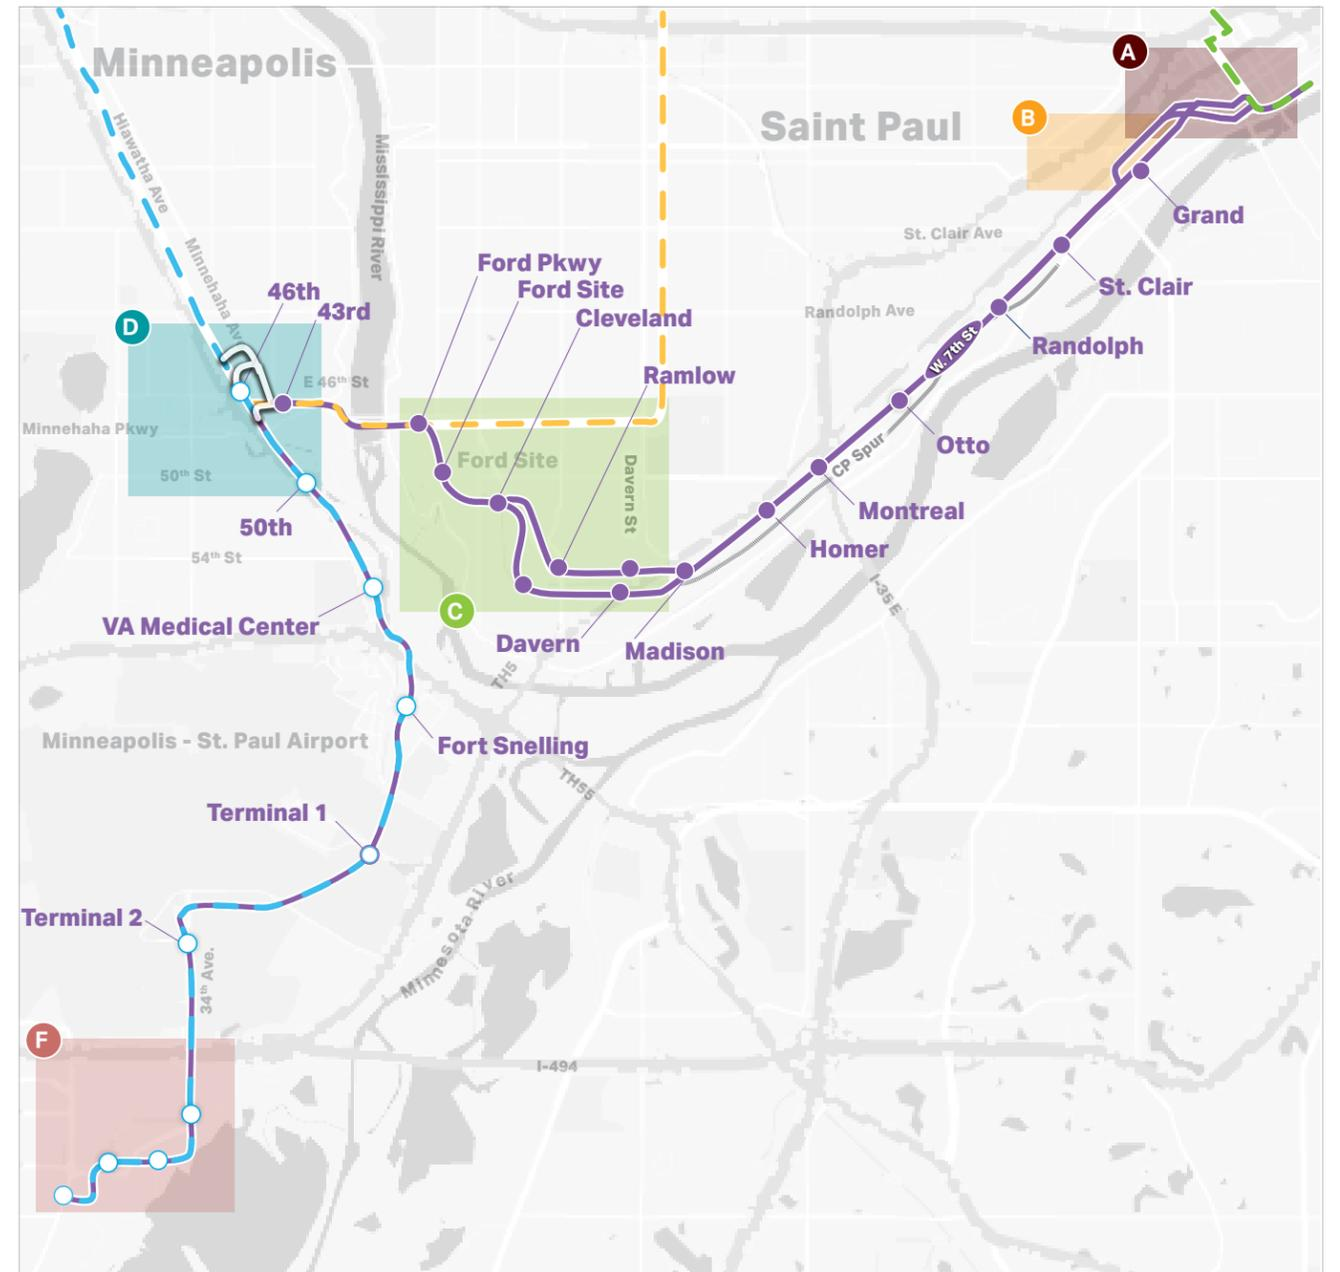 Minneapolis
A
B
Saint Paul
Hiawatha Ave
Mississippi River
Grand
St. Clair Ave
Minnehaha Ave
Ford Pkwy
46th
Ford Site
St. Clair
43rd
Cleveland
Randolph Ave
D
W. 7th St
Randolph
Ramlow
E 46th St
Minnehaha Pkwy
Otto
CP Spur
Ford Site
50th St
Davern St
Montreal
50th
Homer
54th St
I-35E
C
VA Medical Center
Davern
Madison
TH5
Minneapolis - St. Paul Airport
Fort Snelling
TH55
Terminal 1
Minnesota River
Terminal 2
34th Ave.
F
I-494